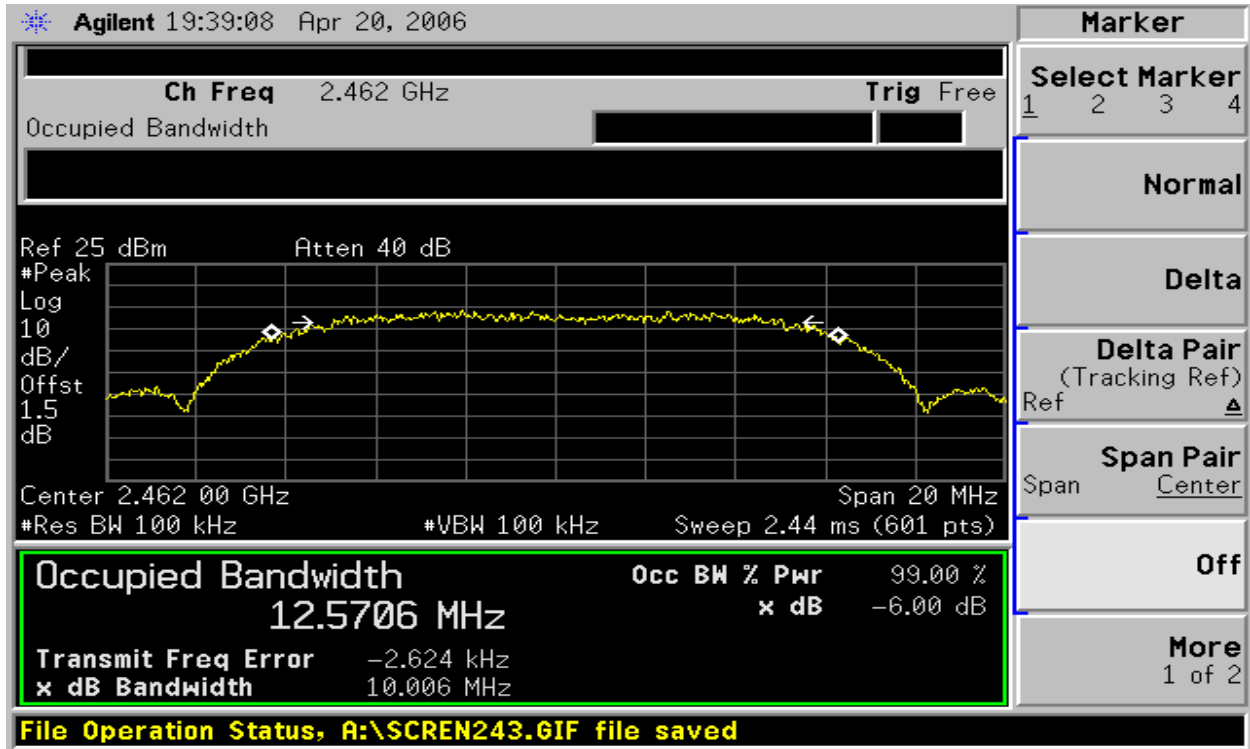 Agilent 19:39:08 Apr 20, 2006
Ch Freq 2.462 GHz Trig Free
Occupied Bandwidth
Ref 25 dBm Atten 40 dB
#Peak
Log
10
dB/
Offst
1.5
dB
Center 2.462 00 GHz Span 20 MHz
#Res BW 100 kHz #VBW 100 kHz Sweep 2.44 ms (601 pts)
Occupied Bandwidth
12.5706 MHz
Occ BW % Pwr 99.00 %
x dB -6.00 dB
Transmit Freq Error -2.624 kHz
x dB Bandwidth 10.006 MHz
File Operation Status, A:\SCREN243.GIF file saved
Marker
Select Marker
1 2 3 4
Normal
Delta
Delta Pair
(Tracking Ref)
Ref Δ
Span Pair
Span Center
Off
More
1 of 2